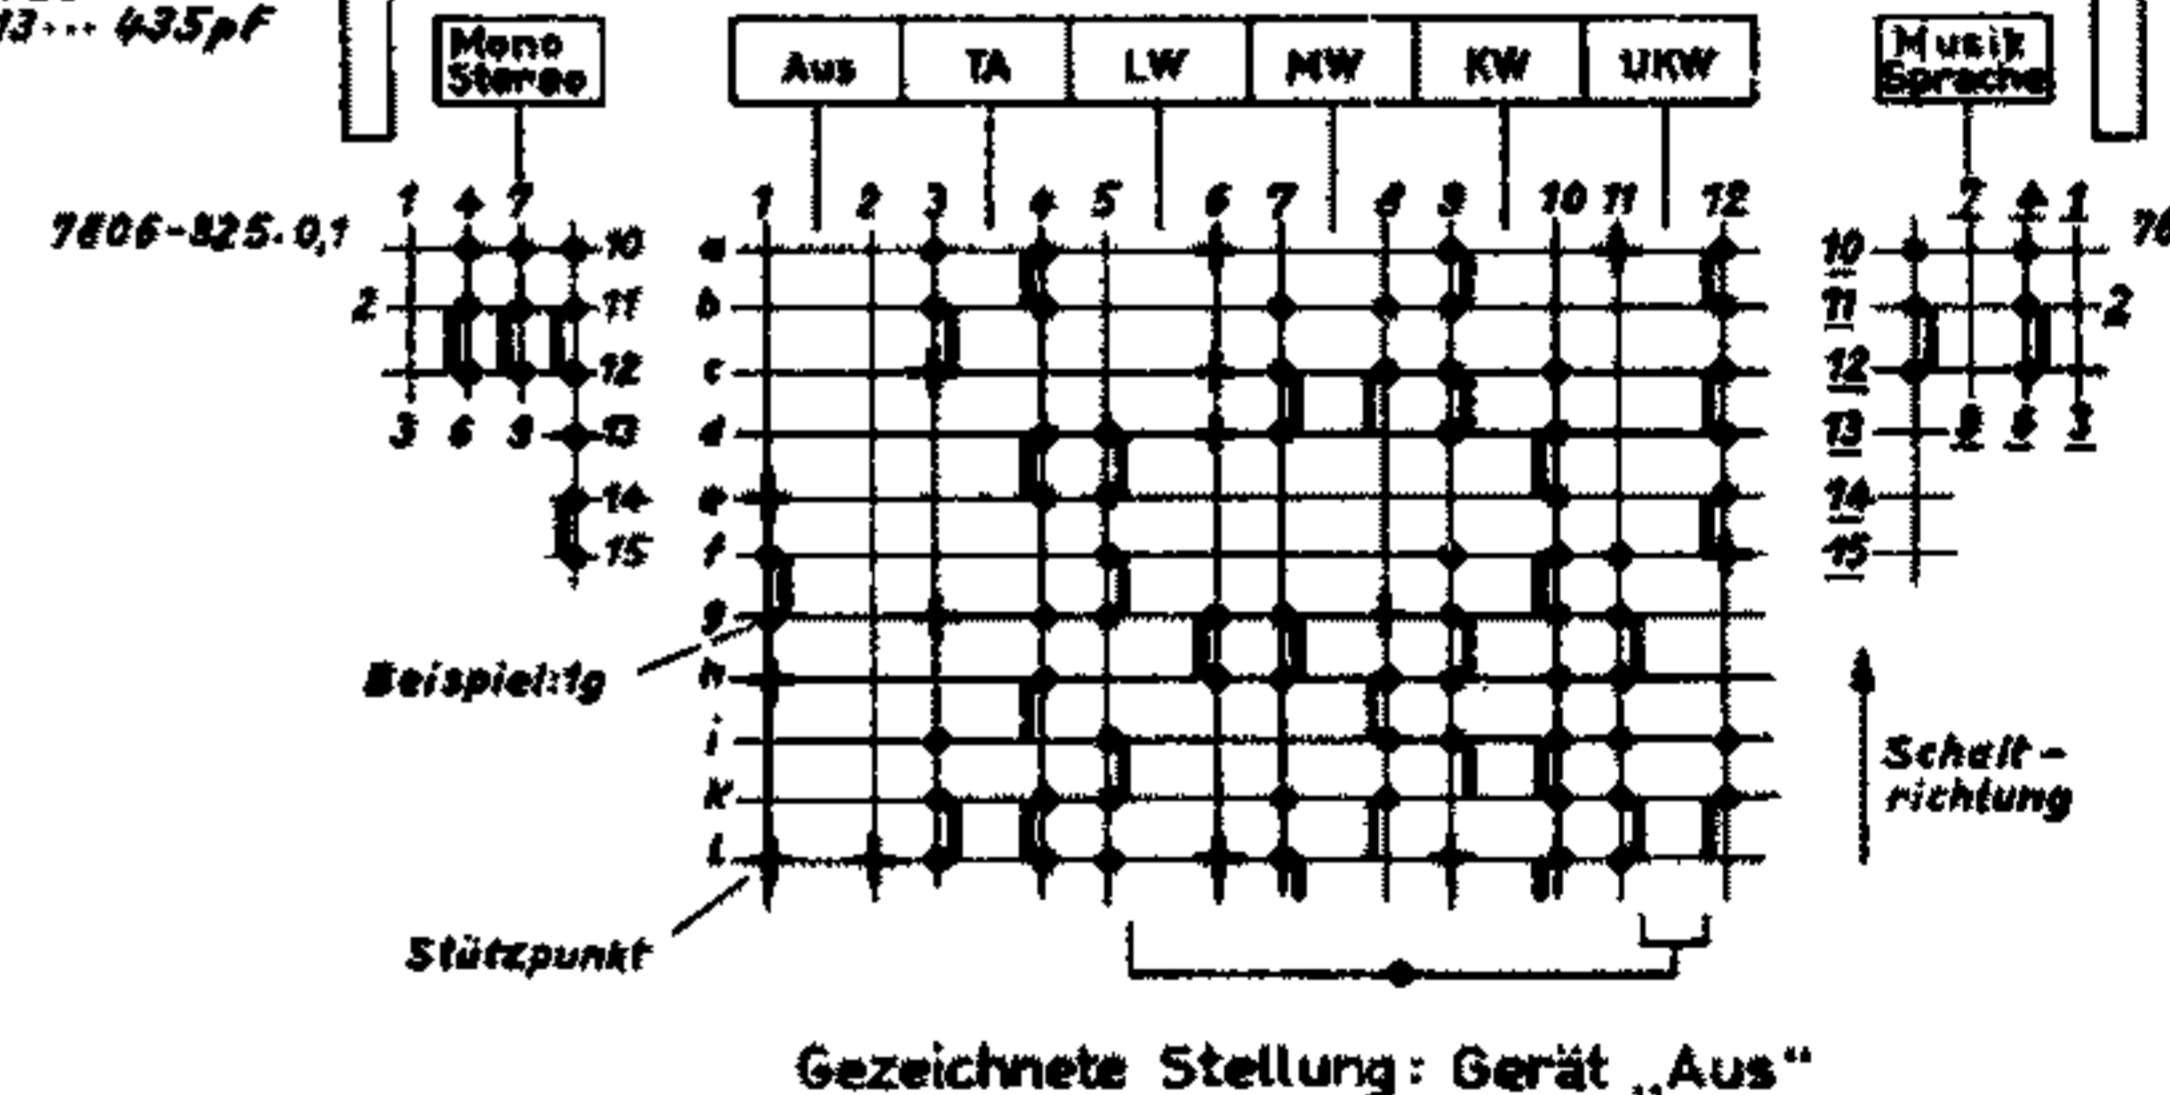 13... 435pF
Mono
Stereo
Aus TA LW MW KW UKW
Musik
Sprache
1 4 7
1 2 3 4 5 6 7 8 9 10 11 12
7 4 1
7806-825.0,1
10
a
10
2
11
b
11
2
12
c
12
3 6 9
13
d
13
8 6 3
14
e
14
15
f
15
g
Beispiel:1g
h
i
Schalt-
richtung
k
l
Stützpunkt
Gezeichnete Stellung: Gerät „Aus“